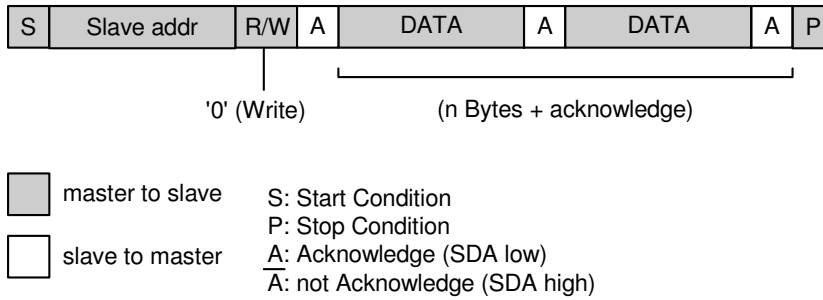 S Slave addr R/W A DATA A DATA A P
'0' (Write) (n Bytes + acknowledge)
master to slave
slave to master
S: Start Condition
P: Stop Condition
A: Acknowledge (SDA low)
A̅: not Acknowledge (SDA high)